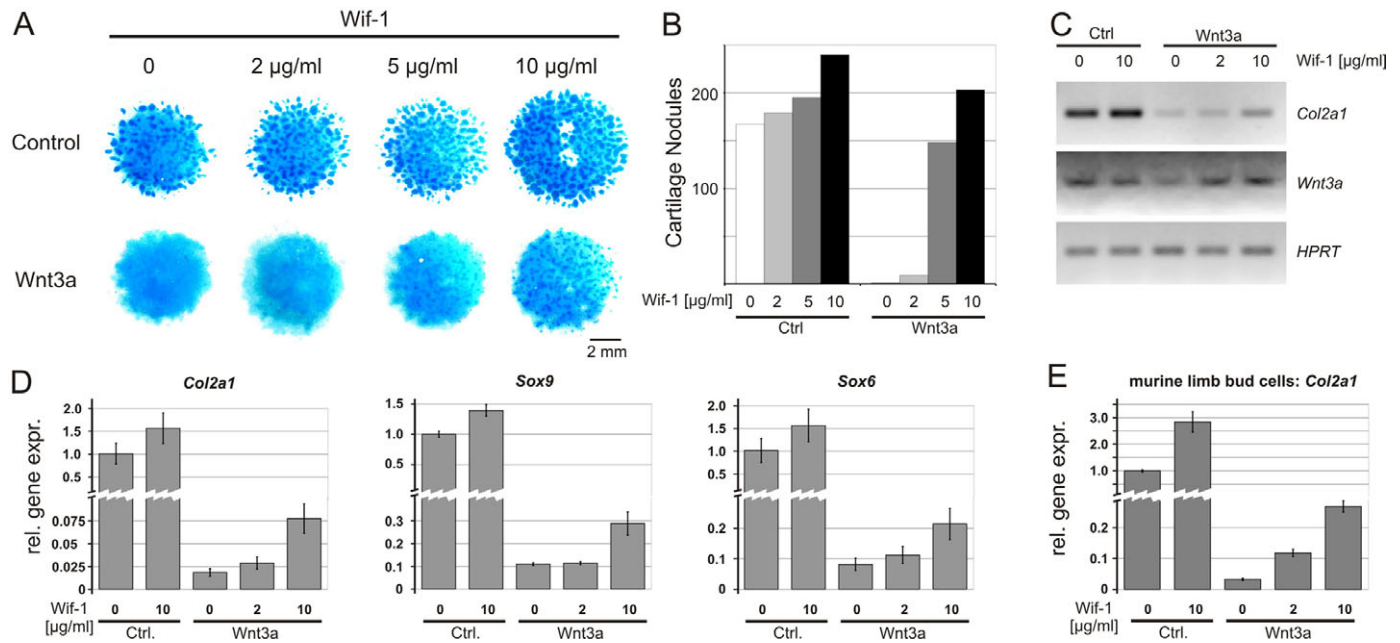 A
Wif-1
0 2 µg/ml 5 µg/ml 10 µg/ml
Control
Wnt3a
2 mm
B
Cartilage Nodules
200
100
Wif-1 [µg/ml] 0 2 5 10 0 2 5 10
Ctrl Wnt3a
C
Ctrl Wnt3a
0 10 0 2 10 Wif-1 [µg/ml]
Col2a1
Wnt3a
HPRT
D
rel. gene expr.
Col2a1
2.0
1.5
1.0
0.5
0.075
0.05
0.025
0
Wif-1 [µg/ml]
0 10 0 2 10
Ctrl. Wnt3a
Sox9
1.5
1.0
0.5
0.3
0.2
0.1
0
0 10 0 2 10
Ctrl. Wnt3a
Sox6
2.0
1.5
1.0
0.5
0.2
0.1
0
0 10 0 2 10
Ctrl. Wnt3a
E
murine limb bud cells: Col2a1
rel. gene expr.
3.0
2.0
1.0
0.2
0.1
0
Wif-1 [µg/ml]
0 10 0 2 10
Ctrl. Wnt3a